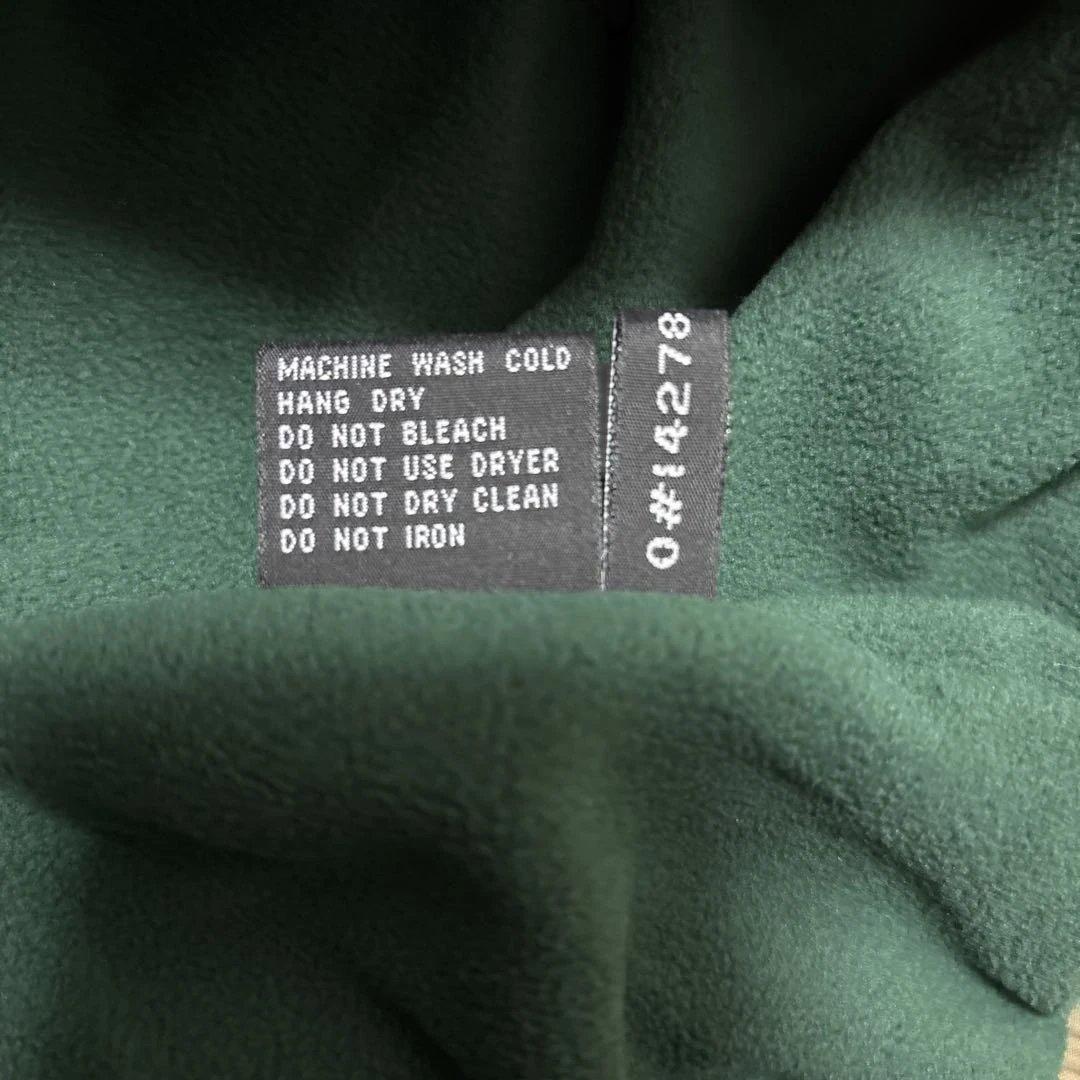 MACHINE WASH COLD
HANG DRY
DO NOT BLEACH
DO NOT USE DRYER
DO NOT DRY CLEAN
DO NOT IRON
0#14278